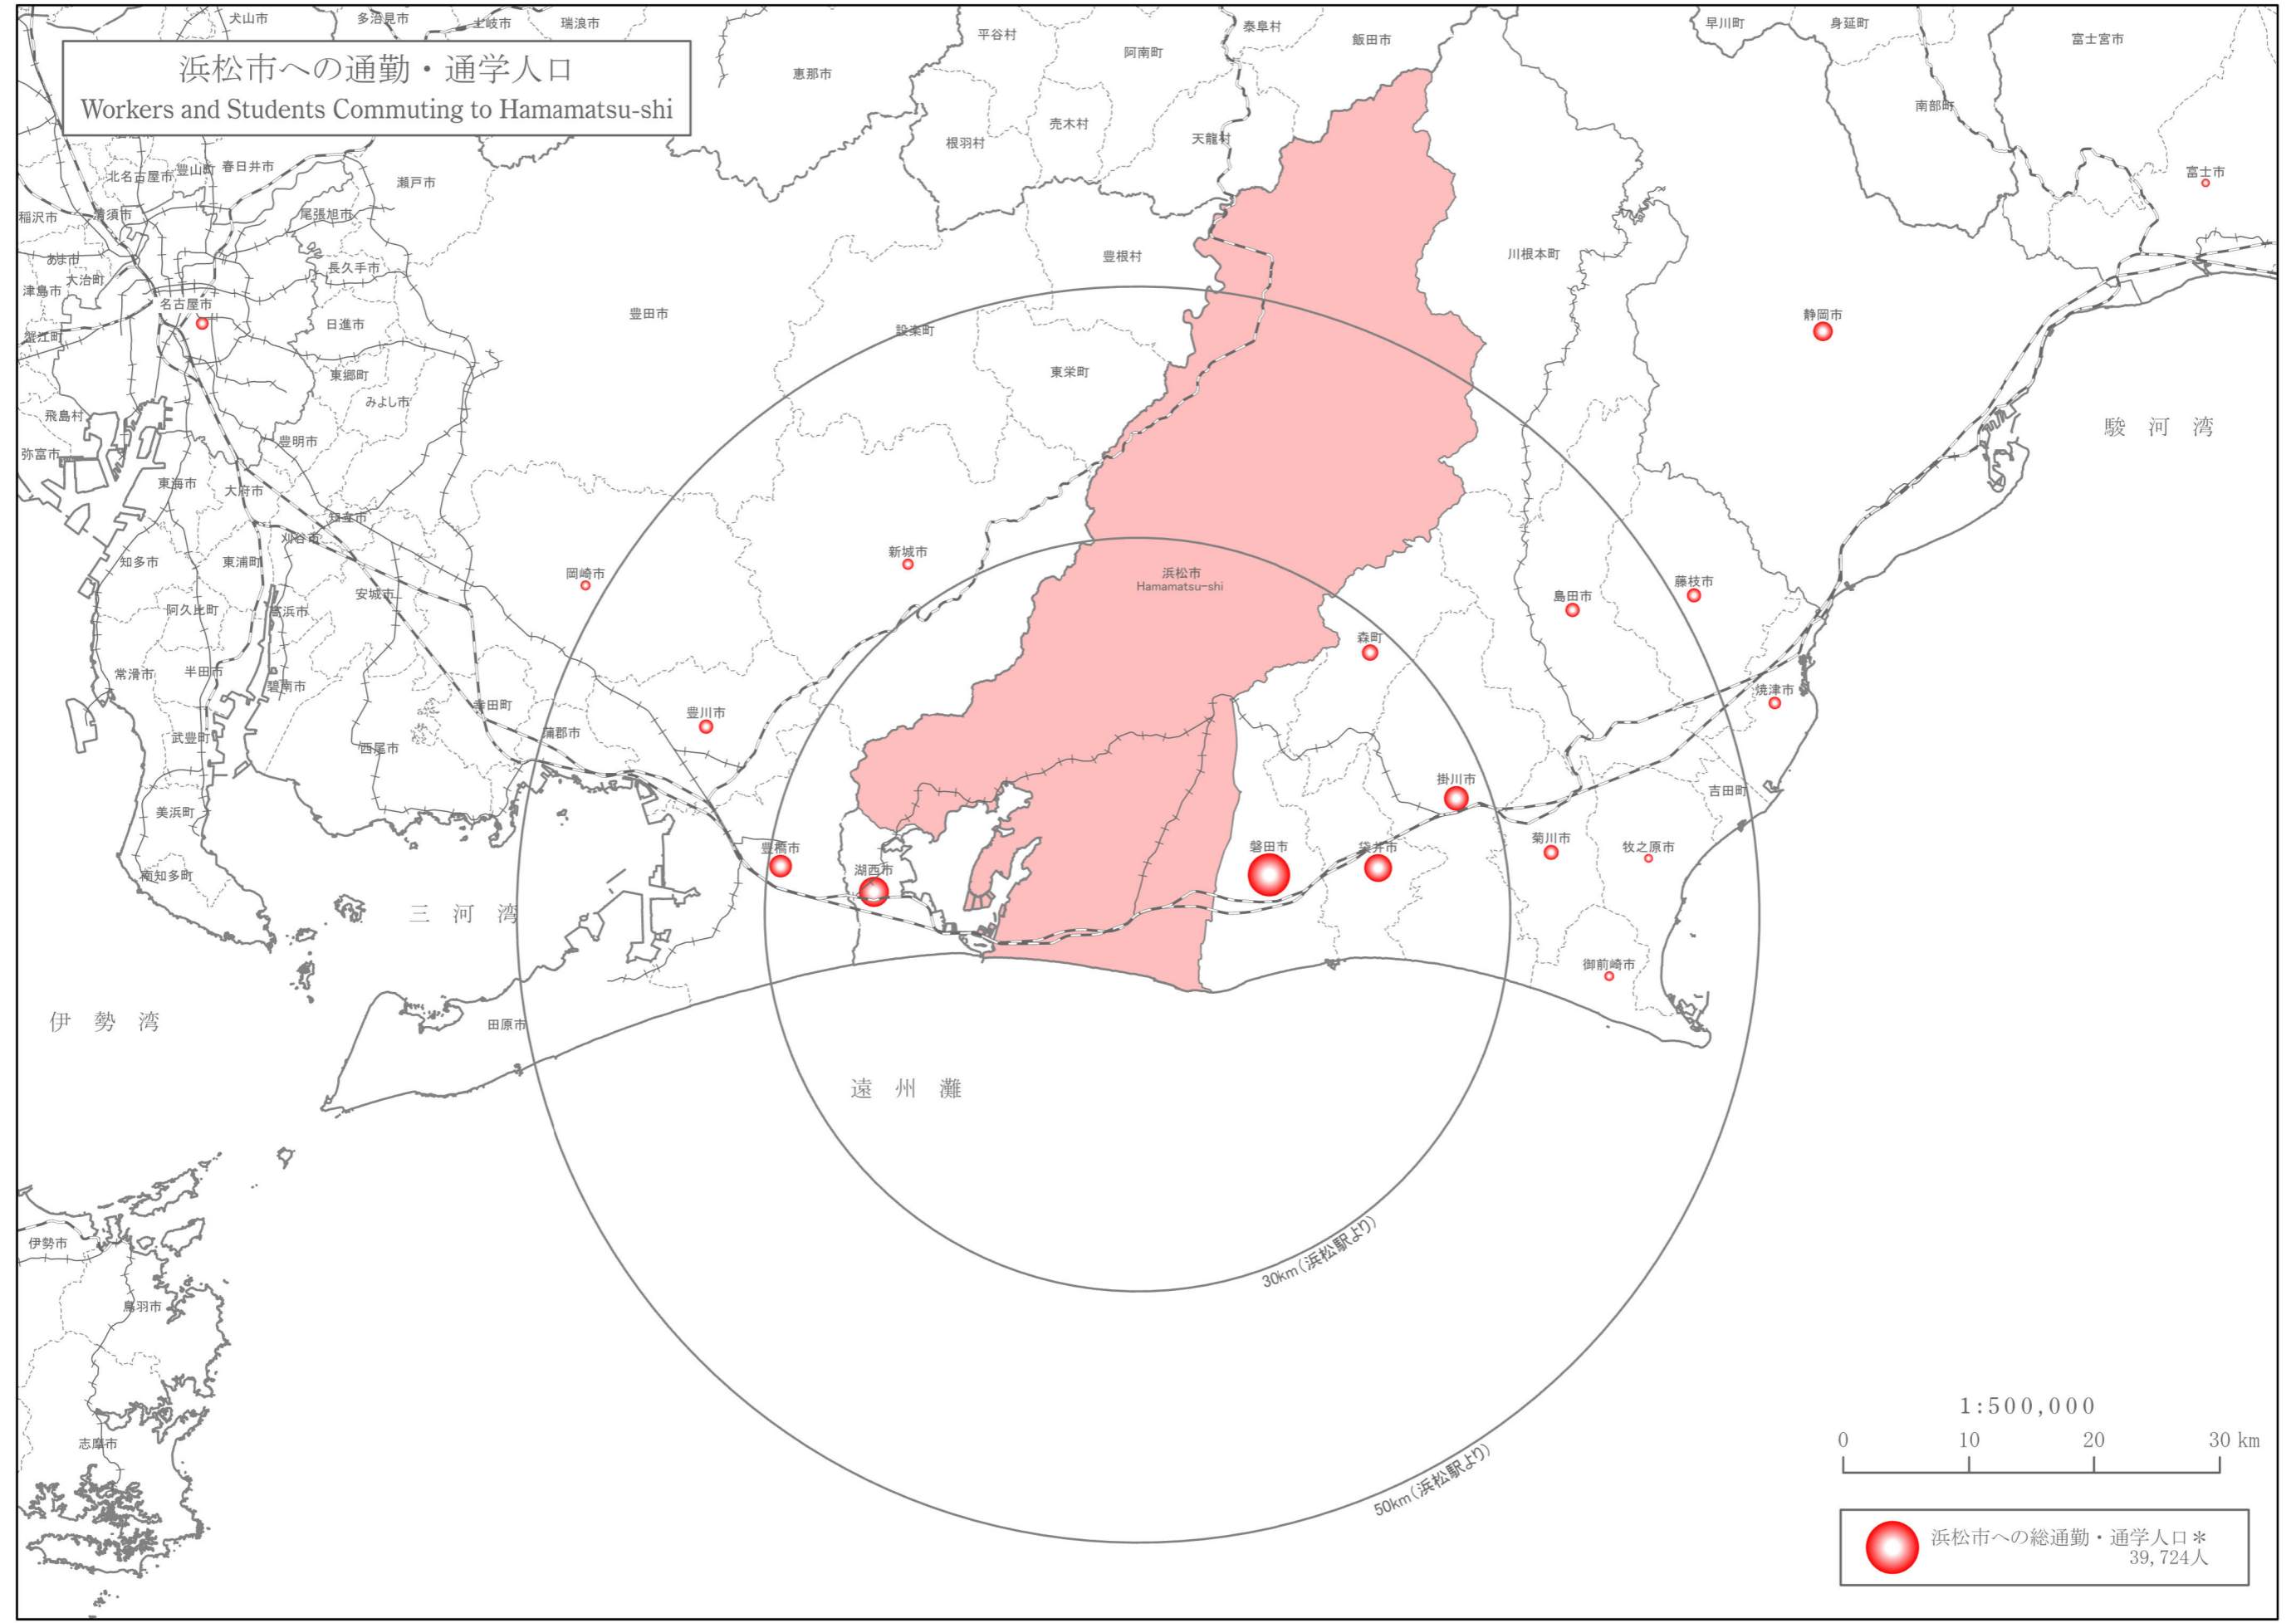 浜松市への通勤・通学人口
Workers and Students Commuting to Hamamatsu-shi
犬山市
多治見市
土岐市
瑞浪市
恵那市
平谷村
阿南町
泰阜村
飯田市
早川町
身延町
富士宮市
南部町
根羽村
売木村
天龍村
北名古屋市
豊山町
春日井市
瀬戸市
富士市
稲沢市
清須市
尾張旭市
あま市
大治町
長久手市
豊根村
川根本町
津島市
名古屋市
日進市
豊田市
設楽町
静岡市
蟹江町
東郷町
東栄町
みよし市
飛島村
豊明市
駿河湾
弥富市
東海市
大府市
知立市
刈谷市
新城市
浜松市
Hamamatsu-shi
知多市
東浦町
岡崎市
安城市
島田市
藤枝市
阿久比町
高浜市
森町
常滑市
半田市
碧南市
焼津市
幸田町
豊川市
武豊町
西尾市
蒲郡市
掛川市
吉田町
美浜町
豊橋市
湖西市
磐田市
袋井市
菊川市
牧之原市
南知多町
三河湾
御前崎市
伊勢湾
田原市
遠州灘
伊勢市
30km(浜松駅より)
鳥羽市
志摩市
50km(浜松駅より)
1:500,000
0 10 20 30 km
浜松市への総通勤・通学人口*
39,724人